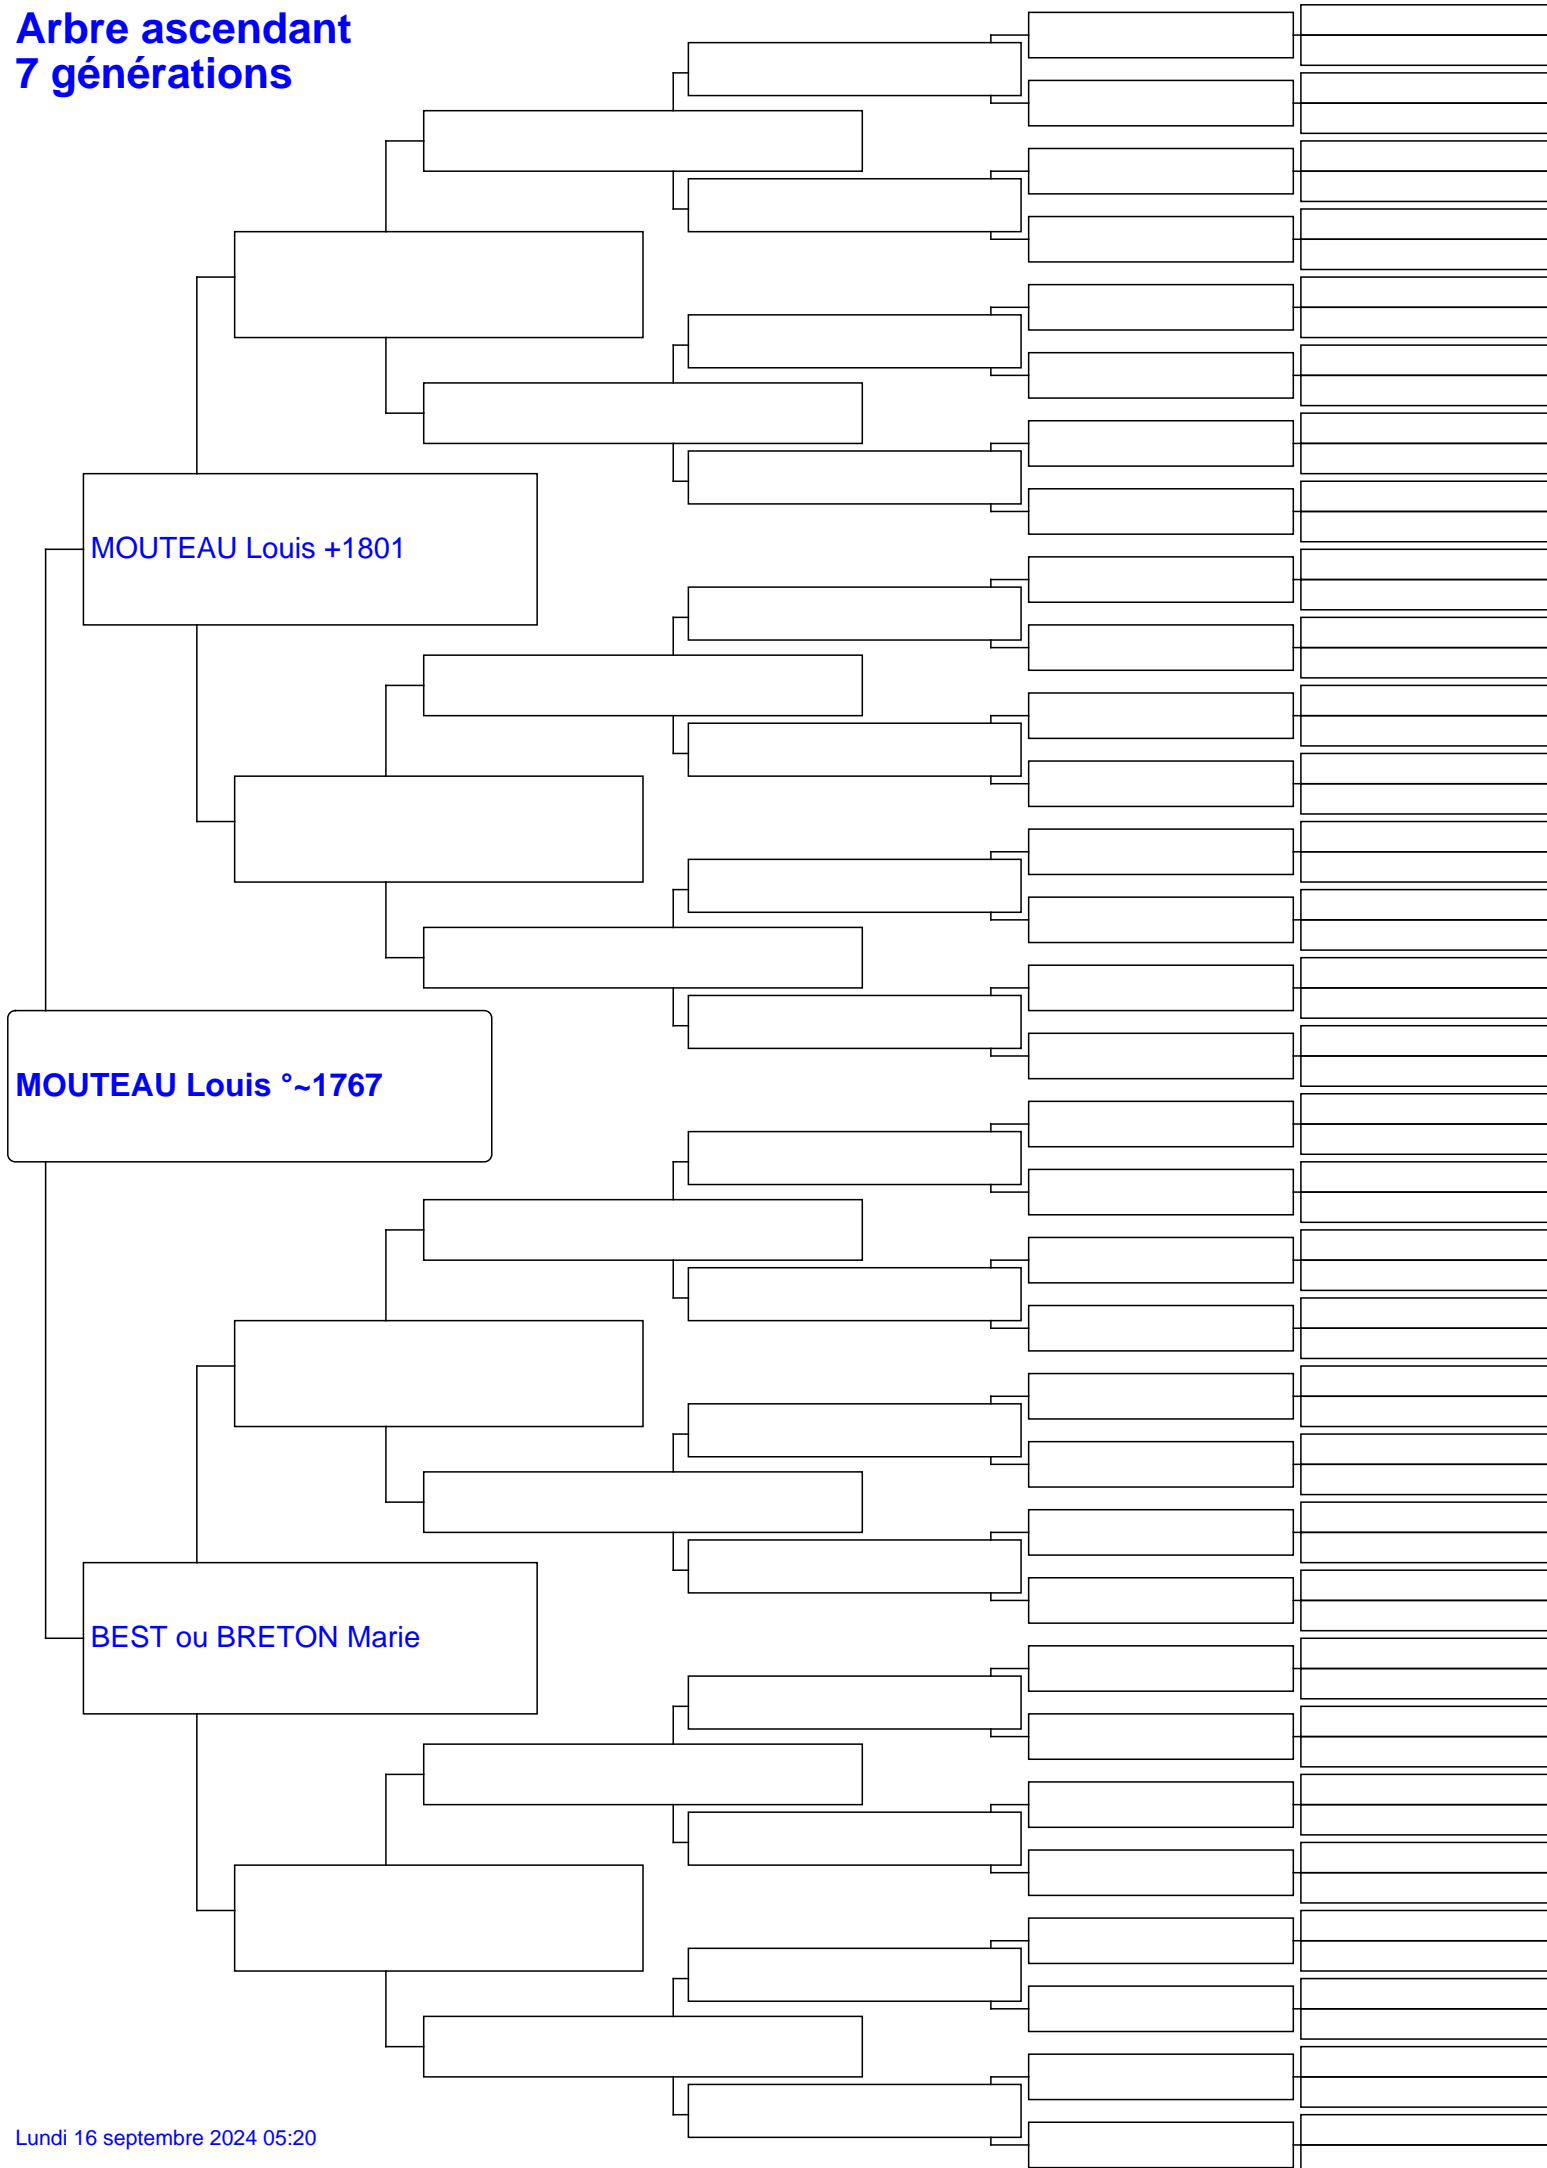 Arbre ascendant
7 générations
MOUTEAU Louis +1801
MOUTEAU Louis °~1767
BEST ou BRETON Marie
Lundi 16 septembre 2024 05:20